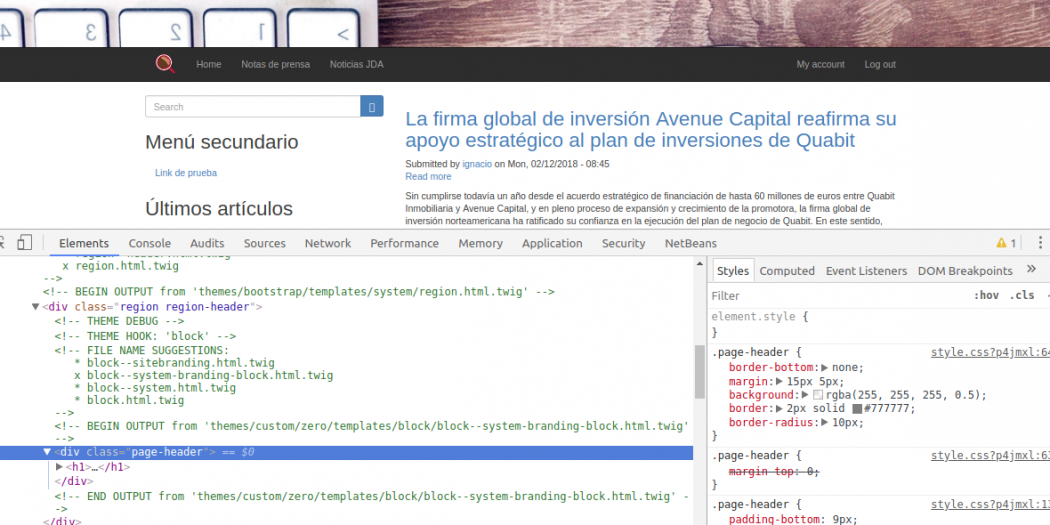 4 3 2 1 >
Home Notas de prensa Noticias JDA My account Log out
Search
Menú secundario
Link de prueba
Últimos artículos
La firma global de inversión Avenue Capital reafirma su
apoyo estratégico al plan de inversiones de Quabit
Submitted by ignacio on Mon, 02/12/2018 - 08:45
Read more
Sin cumplirse todavía un año desde el acuerdo estratégico de financiación de hasta 60 millones de euros entre Quabit
Inmobiliaria y Avenue Capital, y en pleno proceso de expansión y crecimiento de la promotora, la firma global de
inversión norteamericana ha ratificado su confianza en la ejecución del plan de negocio de Quabit. En este sentido,
Elements Console Audits Sources Network Performance Memory Application Security NetBeans 1
x region.html.twig
-->
<!-- BEGIN OUTPUT from 'themes/bootstrap/templates/system/region.html.twig' -->
<div class="region region-header">
<!-- THEME DEBUG -->
<!-- THEME HOOK: 'block' -->
<!-- FILE NAME SUGGESTIONS:
* block--sitebranding.html.twig
x block--system-branding-block.html.twig
* block--system.html.twig
* block.html.twig
-->
<!-- BEGIN OUTPUT from 'themes/custom/zero/templates/block/block--system-branding-block.html.twig'
-->
<div class="page-header"> == $0
<h1>…</h1>
</div>
<!-- END OUTPUT from 'themes/custom/zero/templates/block/block--system-branding-block.html.twig' -
->
</div>
Styles Computed Event Listeners DOM Breakpoints »
Filter :hov .cls
element.style {
}
.page-header { style.css?p4jmxl:64
border-bottom: none;
margin: 15px 5px;
background: rgba(255, 255, 255, 0.5);
border: 2px solid #777777;
border-radius: 10px;
}
.page-header { style.css?p4jmxl:63
margin-top: 0;
}
.page-header { style.css?p4jmxl:13
padding-bottom: 9px;